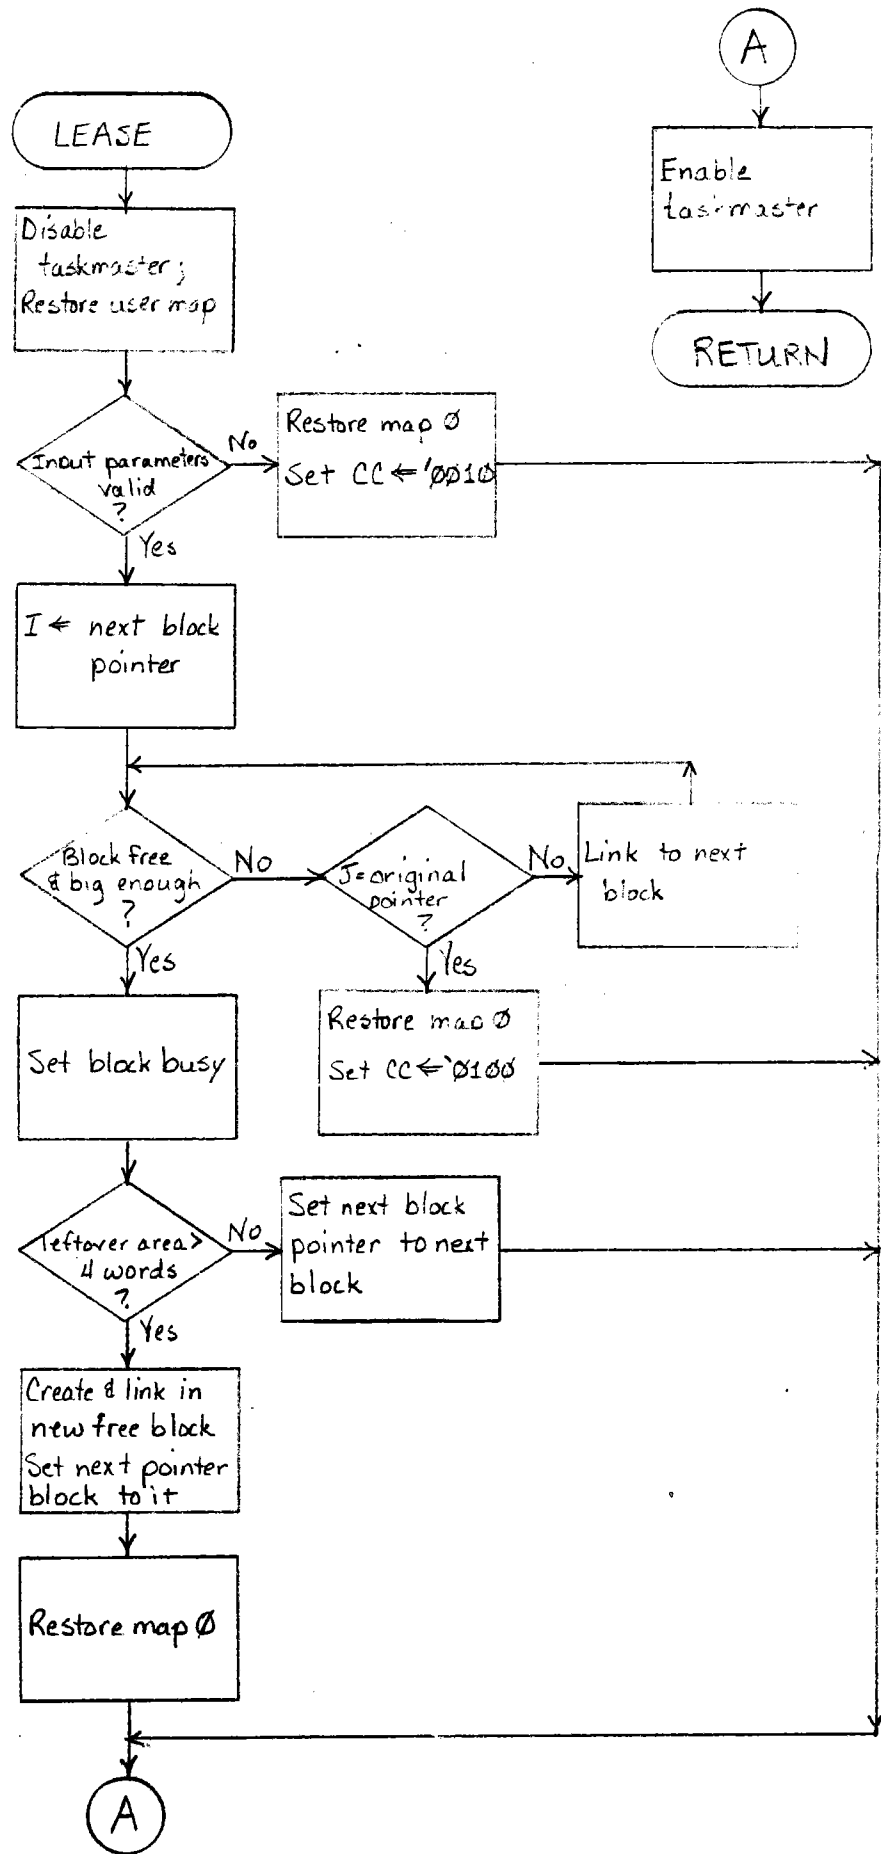 LEASE
Disable
taskmaster;
Restore user map
Input parameters
valid
?
No
Restore map Ø
Set CC ← 'ØØ1Ø
Yes
I ← next block
pointer
Block free
& big enough
?
No
J = original
pointer
?
No
Link to next
block
Yes
Yes
Set block busy
Restore map Ø
Set CC ← 'Ø1ØØ
leftover area >
4 words
?
No
Set next block
pointer to next
block
Yes
Create & link in
new free block
Set next pointer
block to it
Restore map Ø
A
A
Enable
taskmaster
RETURN